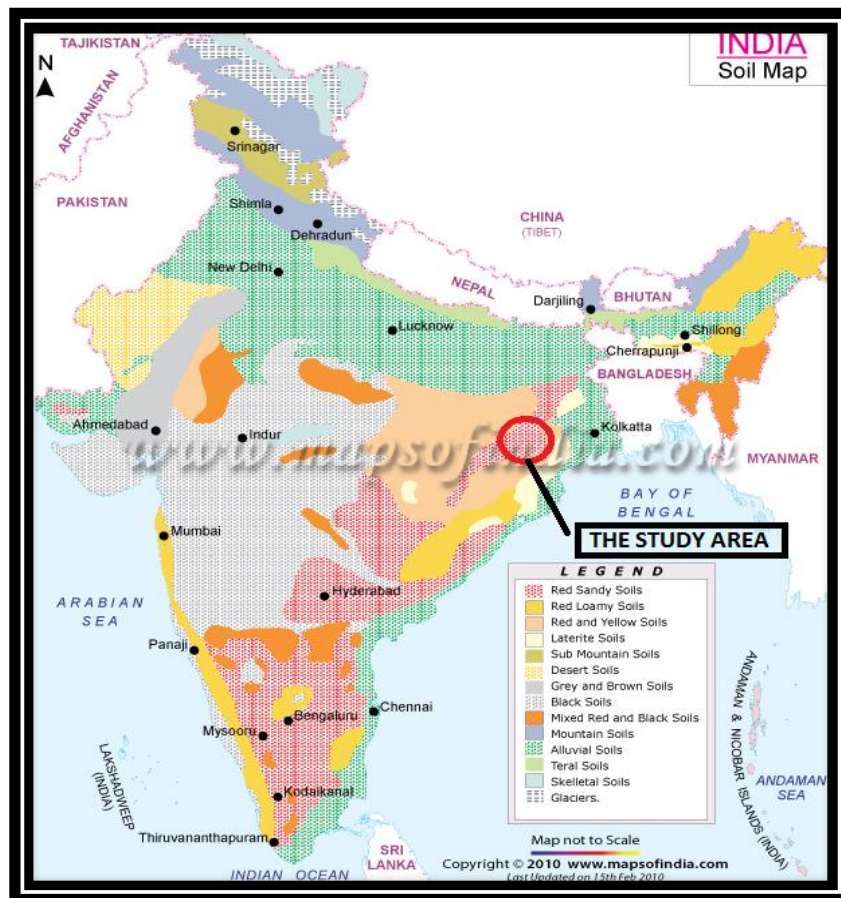 INDIA
Soil Map
TAJIKISTAN
N
AFGHANISTAN
Srinagar
PAKISTAN
Shimla
CHINA
(TIBET)
Dehradun
New Delhi
NEPAL
Darjiling
BHUTAN
Lucknow
Shillong
Cherrapunji
BANGLADESH
Ahmedabad
Indur
Kolkatta
www.mapsofindia.com
MYANMAR
BAY OF
BENGAL
Mumbai
THE STUDY AREA
LEGEND
Red Sandy Soils
Red Loamy Soils
Red and Yellow Soils
Laterite Soils
Sub Mountain Soils
Desert Soils
Grey and Brown Soils
Black Soils
Mixed Red and Black Soils
Mountain Soils
Alluvial Soils
Teral Soils
Skelletal Soils
Glaciers.
Hyderabad
ARABIAN
SEA
Panaji
Chennai
Bengaluru
Mysooru
ANDAMAN & NICOBAR ISLANDS (INDIA)
LAKSHADWEEP
(INDIA)
Kodaikanal
ANDAMAN
SEA
Thiruvananthapuram
SRI
LANKA
INDIAN OCEAN
Map not to Scale
Copyright © 2010 www.mapsofindia.com
Last Updated on 15th Feb 2010